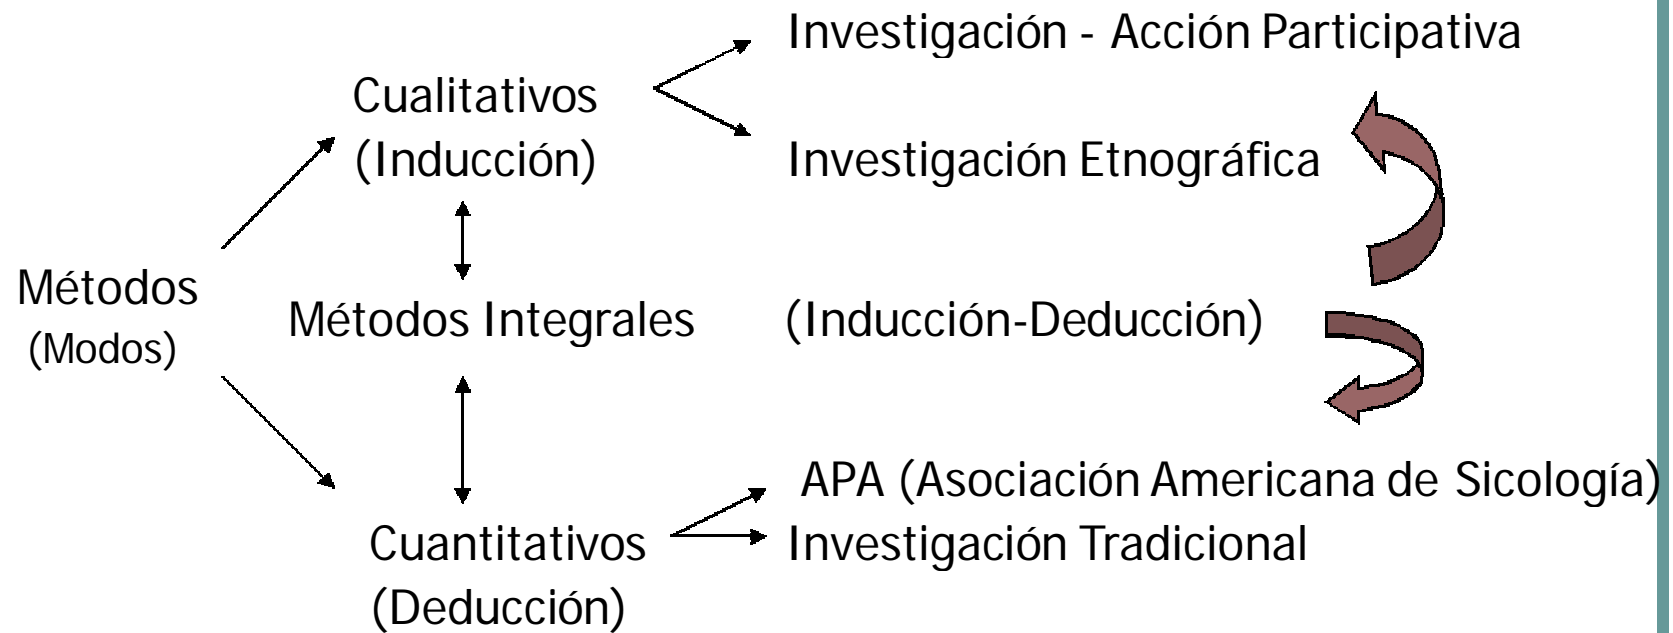 Investigación - Acción Participativa
Cualitativos
(Inducción)
Investigación Etnográfica
Métodos
(Modos)
Métodos Integrales
(Inducción-Deducción)
APA (Asociación Americana de Sicología)
Cuantitativos
(Deducción)
Investigación Tradicional